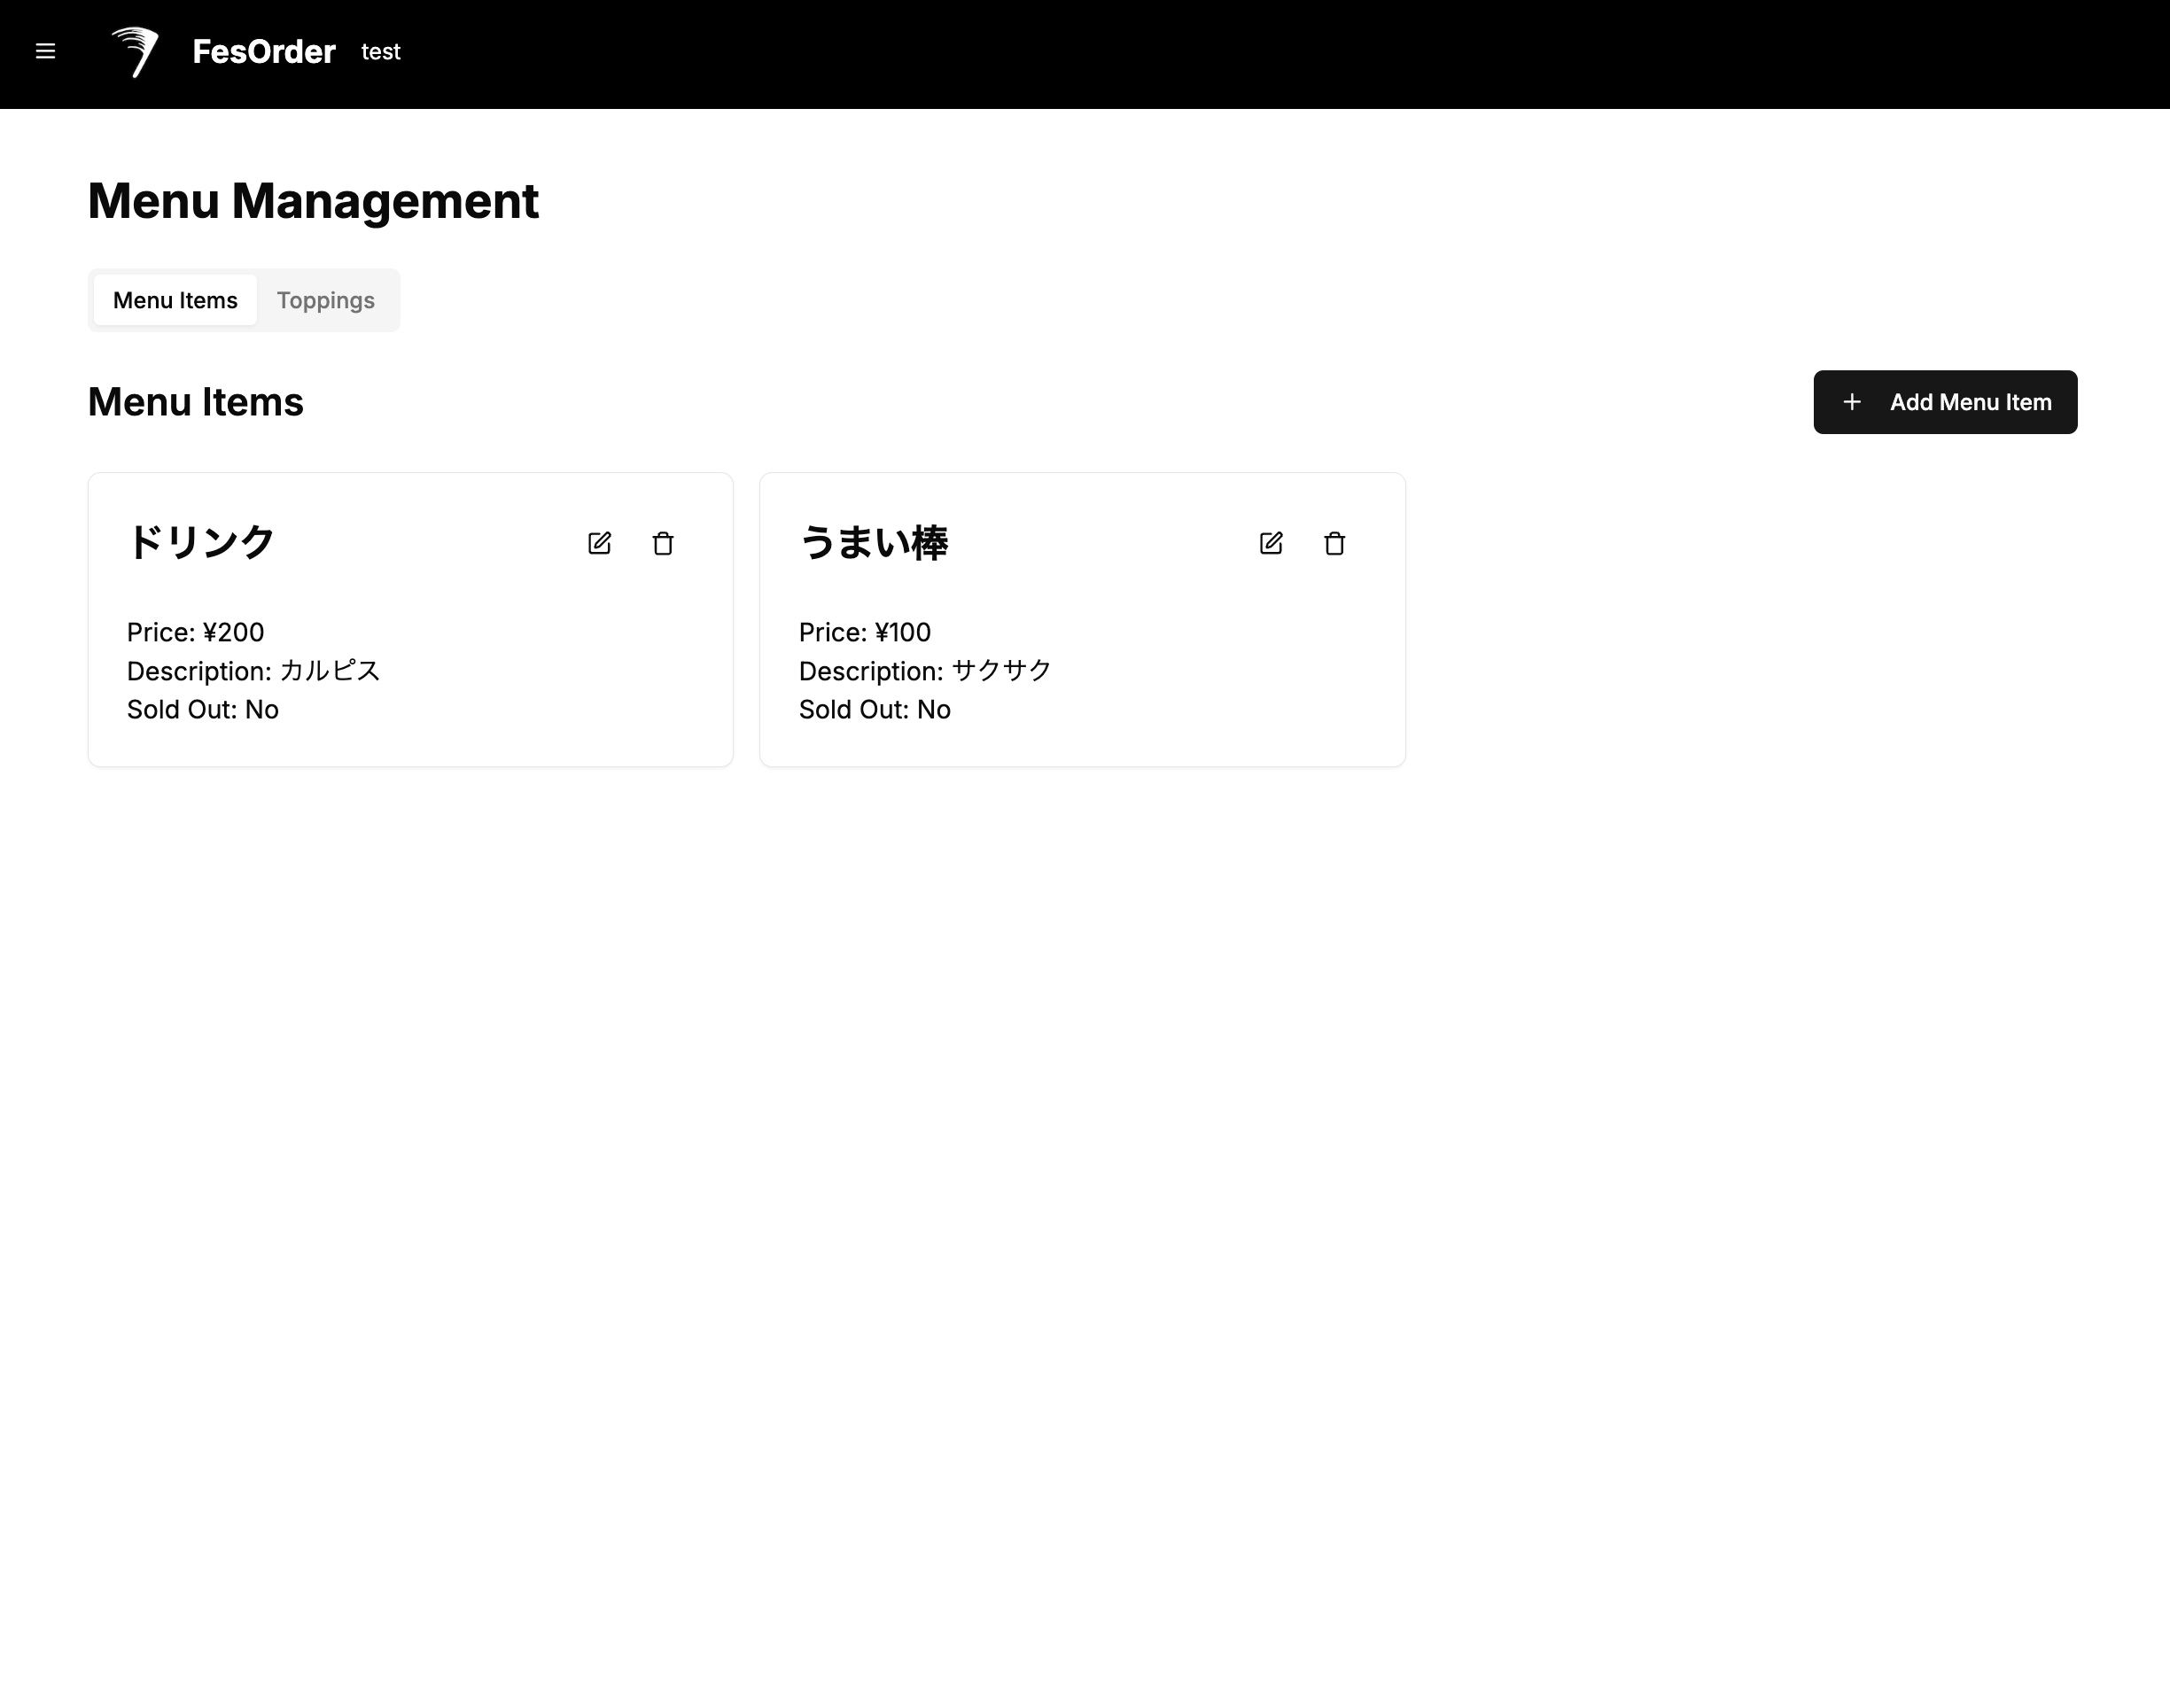 FesOrder test
Menu Management
Menu Items Toppings
Menu Items
Add Menu Item
ドリンク
Price: ¥200
Description: カルピス
Sold Out: No
うまい棒
Price: ¥100
Description: サクサク
Sold Out: No